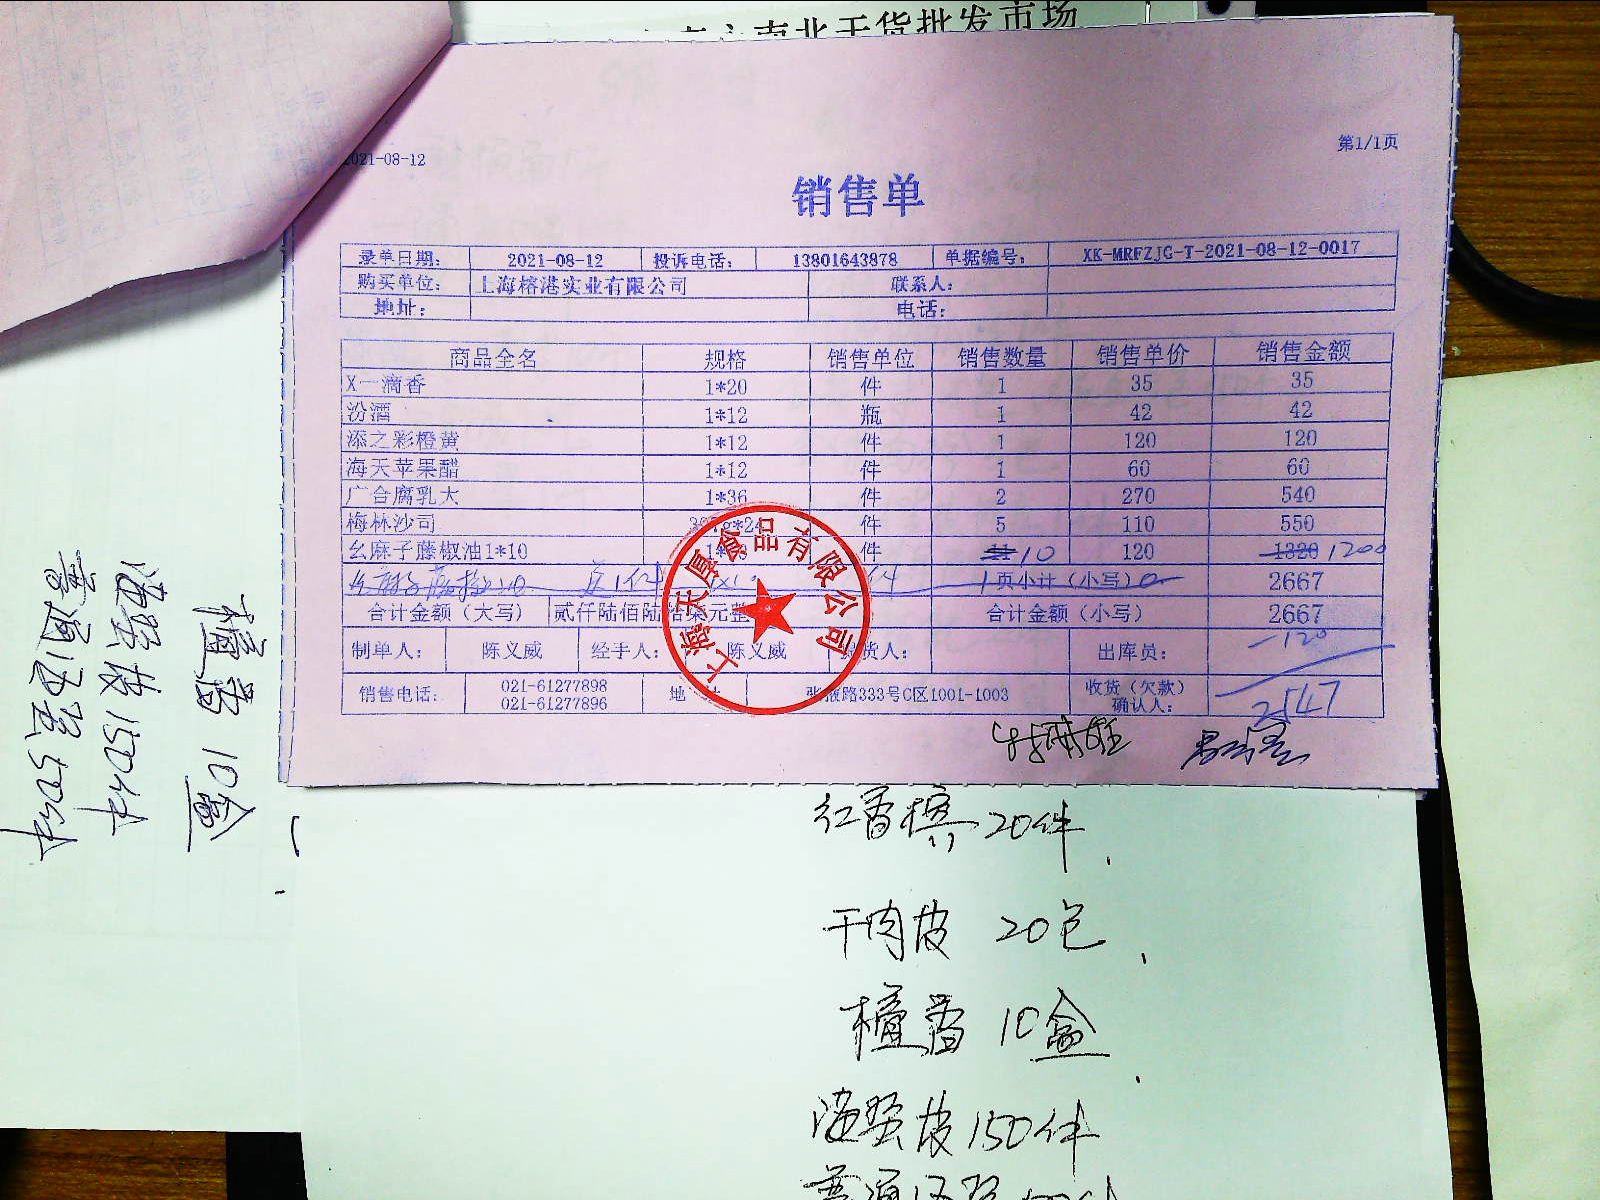 南北干货批发市场
2021-08-12
第1/1页
销售单
录单日期: 2021-08-12 投诉电话: 13801643878 单据编号: XK-MRFZJG-T-2021-08-12-0017
购买单位: 上海榕港实业有限公司 联系人:
地址: 电话:
商品全名 规格 销售单位 销售数量 销售单价 销售金额
X一滴香 1*20 件 1 35 35
汾酒 1*12 瓶 1 42 42
添之彩橙黄 1*12 件 1 120 120
海天苹果醋 1*12 件 1 60 60
广合腐乳大 1*36 件 2 270 540
梅林沙司 件 5 110 550
幺麻子藤椒油1*10 件 11 10 120 1320 1200
1页小计（小写） 2667
合计金额（大写） 贰仟陆佰陆拾柒元整 合计金额（小写） 2667
-120
制单人: 陈义威 经手人: 陈义威 货人: 出库员:
销售电话: 021-61277898 021-61277896 张掖路333号C区1001-1003 收货（欠款）确认人: 2547
上海天厚食品有限公司
红香槟 20件
干肉皮 20包
檀香 10盒
海蜇皮 150件
檀香 10盒
海蜇皮 150件